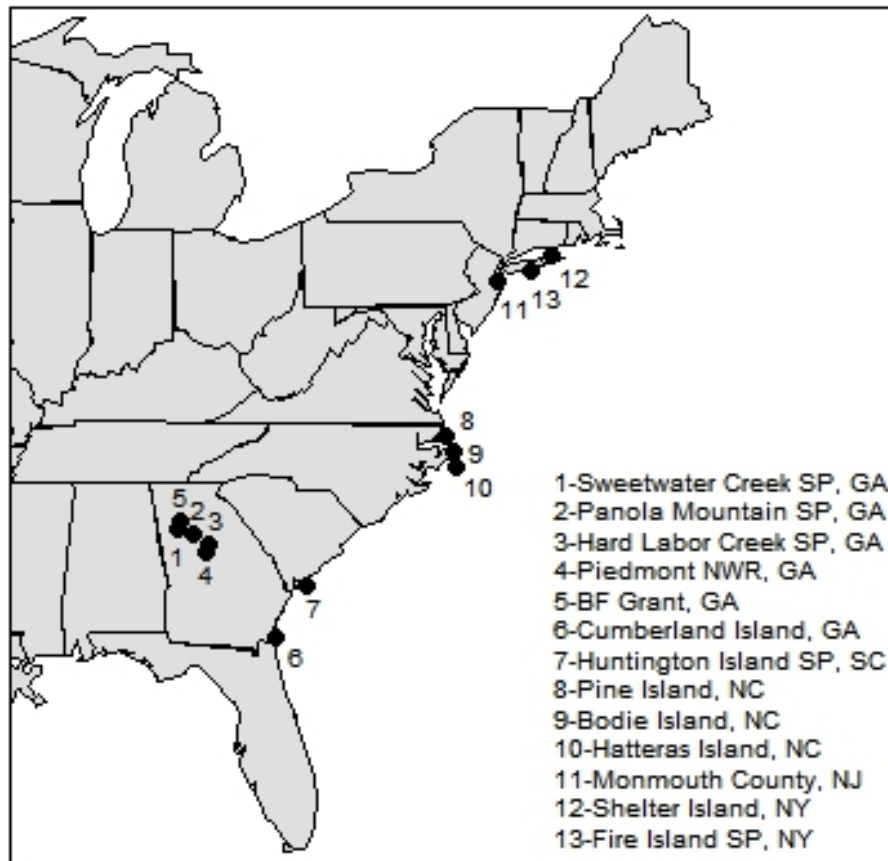 12
11
13
8
9
10
5
2
3
1
4
7
6
1-Sweetwater Creek SP, GA
2-Panola Mountain SP, GA
3-Hard Labor Creek SP, GA
4-Piedmont NWR, GA
5-BF Grant, GA
6-Cumberland Island, GA
7-Huntington Island SP, SC
8-Pine Island, NC
9-Bodie Island, NC
10-Hatteras Island, NC
11-Monmouth County, NJ
12-Shelter Island, NY
13-Fire Island SP, NY